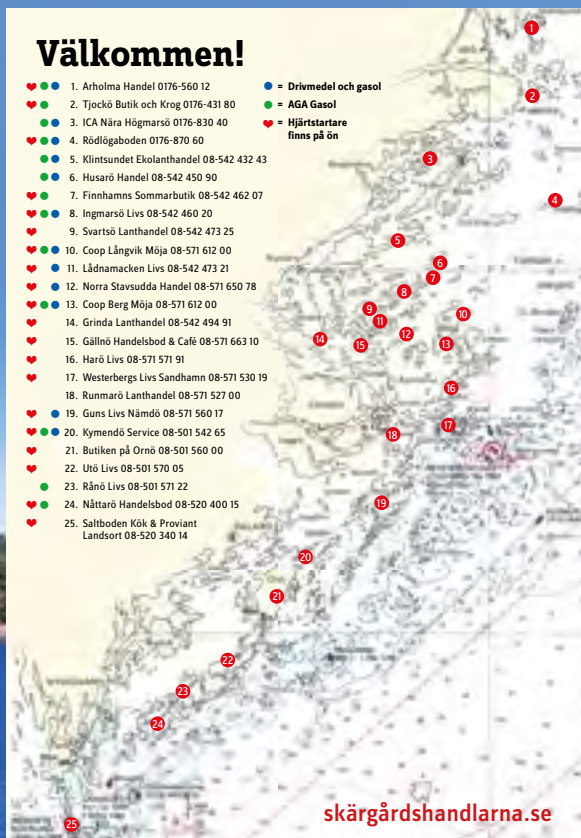 Välkommen!
1. Arholma Handel 0176-560 12
2. Tjockö Butik och Krog 0176-431 80
3. ICA Nära Högmarsö 0176-830 40
4. Rödlögaboden 0176-870 60
5. Klintsundet Ekolanthandel 08-542 432 43
6. Husarö Handel 08-542 450 90
7. Finnhamns Sommarbutik 08-542 462 07
8. Ingmarsö Livs 08-542 460 20
9. Svartsö Lanthandel 08-542 473 25
10. Coop Långvik Möja 08-571 612 00
11. Lådnamacken Livs 08-542 473 21
12. Norra Stavsudda Handel 08-571 650 78
13. Coop Berg Möja 08-571 612 00
14. Grinda Lanthandel 08-542 494 91
15. Gällnö Handelsbod & Café 08-571 663 10
16. Harö Livs 08-571 571 91
17. Westerbergs Livs Sandhamn 08-571 530 19
18. Runmarö Lanthandel 08-571 527 00
19. Guns Livs Nämdö 08-571 560 17
20. Kymendö Service 08-501 542 65
21. Butiken på Ornö 08-501 560 00
22. Utö Livs 08-501 570 05
23. Rånö Livs 08-501 571 22
24. Nåttarö Handelsbod 08-520 400 15
25. Saltboden Kök & Proviant
Landsort 08-520 340 14
= Drivmedel och gasol
= AGA Gasol
= Hjärtstartare
finns på ön
1
2
3
4
5
6
7
8
9
10
11
12
13
14
15
16
17
18
19
20
21
22
23
24
25
skärgårdshandlarna.se